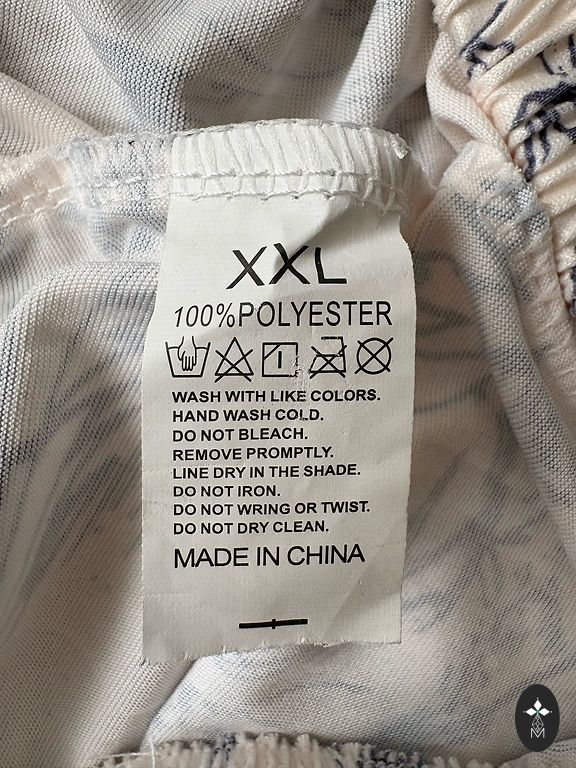 XXL
100%POLYESTER
WASH WITH LIKE COLORS.
HAND WASH COLD.
DO NOT BLEACH.
REMOVE PROMPTLY.
LINE DRY IN THE SHADE.
DO NOT IRON.
DO NOT WRING OR TWIST.
DO NOT DRY CLEAN.
MADE IN CHINA
M